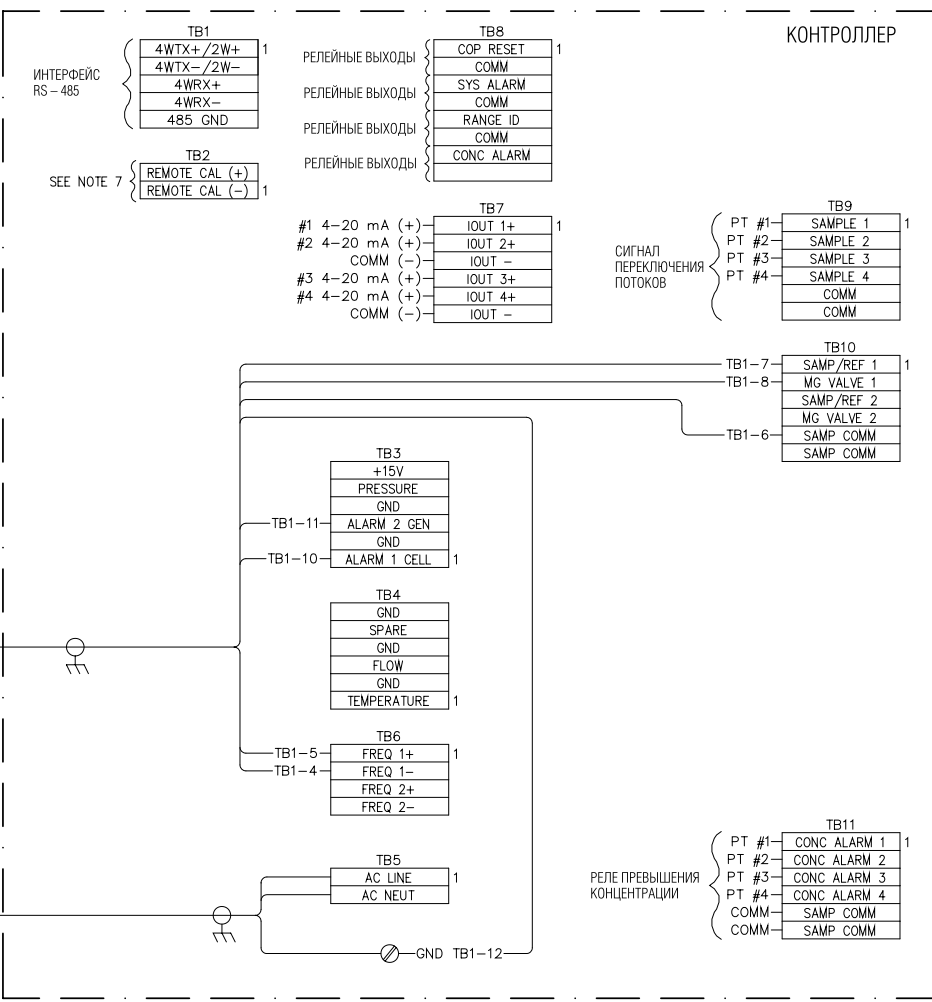 КОНТРОЛЛЕР
TB1
ИНТЕРФЕЙС
RS – 485
4WTX+/2W+ 1
4WTX–/2W–
4WRX+
4WRX–
485 GND
TB2
SEE NOTE 7
REMOTE CAL (+)
REMOTE CAL (–) 1
TB8
РЕЛЕЙНЫЕ ВЫХОДЫ
COP RESET 1
COMM
РЕЛЕЙНЫЕ ВЫХОДЫ
SYS ALARM
COMM
РЕЛЕЙНЫЕ ВЫХОДЫ
RANGE ID
COMM
РЕЛЕЙНЫЕ ВЫХОДЫ
CONC ALARM
TB7
#1 4–20 mA (+) IOUT 1+ 1
#2 4–20 mA (+) IOUT 2+
COMM (–) IOUT –
#3 4–20 mA (+) IOUT 3+
#4 4–20 mA (+) IOUT 4+
COMM (–) IOUT –
TB9
СИГНАЛ
ПЕРЕКЛЮЧЕНИЯ
ПОТОКОВ
PT #1 SAMPLE 1 1
PT #2 SAMPLE 2
PT #3 SAMPLE 3
PT #4 SAMPLE 4
COMM
COMM
TB10
TB1–7 SAMP/REF 1 1
TB1–8 MG VALVE 1
SAMP/REF 2
MG VALVE 2
TB1–6 SAMP COMM
SAMP COMM
TB3
+15V
PRESSURE
GND
TB1–11 ALARM 2 GEN
GND
TB1–10 ALARM 1 CELL 1
TB4
GND
SPARE
GND
FLOW
GND
TEMPERATURE 1
TB6
TB1–5 FREQ 1+ 1
TB1–4 FREQ 1–
FREQ 2+
FREQ 2–
TB5
AC LINE 1
AC NEUT
GND TB1–12
TB11
РЕЛЕ ПРЕВЫШЕНИЯ
КОНЦЕНТРАЦИИ
PT #1 CONC ALARM 1 1
PT #2 CONC ALARM 2
PT #3 CONC ALARM 3
PT #4 CONC ALARM 4
COMM SAMP COMM
COMM SAMP COMM